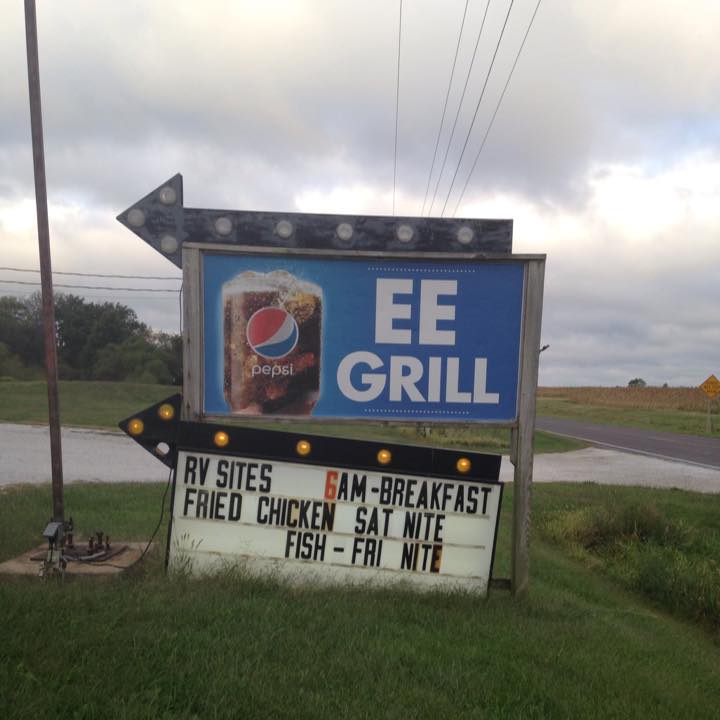 EE
GRILL
pepsi
RV SITES 6AM-BREAKFAST
FRIED CHICKEN SAT NITE
FISH - FRI NITE